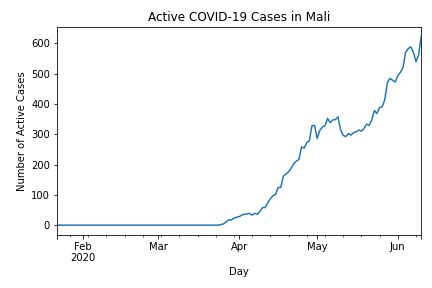 Active COVID-19 Cases in Mali
Number of Active Cases
600
500
400
300
200
100
0
Feb
2020
Mar
Apr
May
Jun
Day